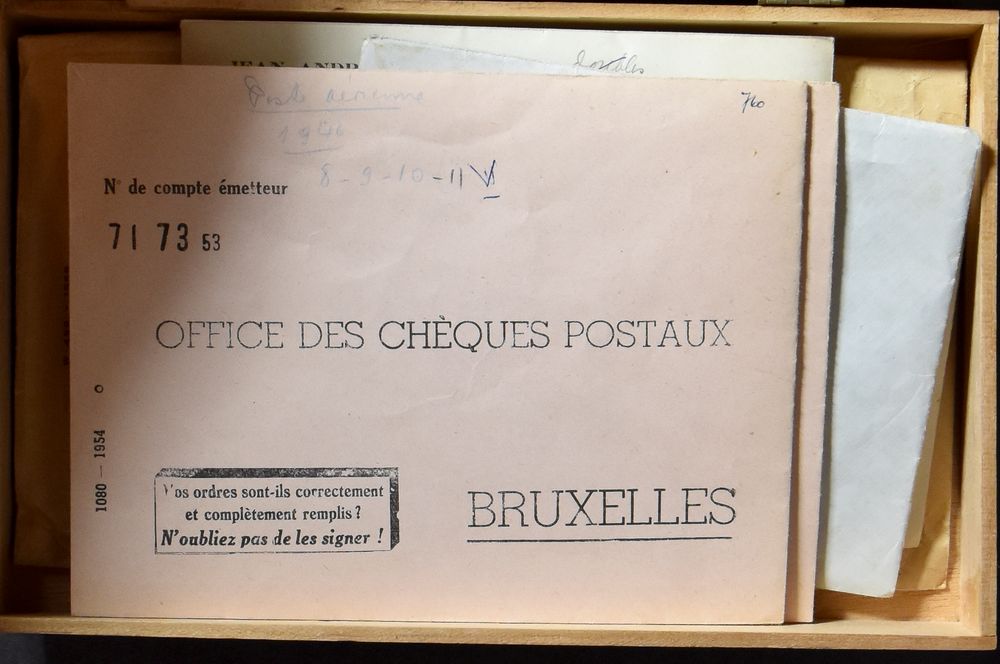 JEAN ANDR
Postales
Poste aérienne
760
1946
8 - 9 - 10 - 11 V
N° de compte émetteur
71 73 53
OFFICE DES CHÈQUES POSTAUX
1080 — 1954
Vos ordres sont-ils correctement
et complètement remplis ?
N'oubliez pas de les signer !
BRUXELLES